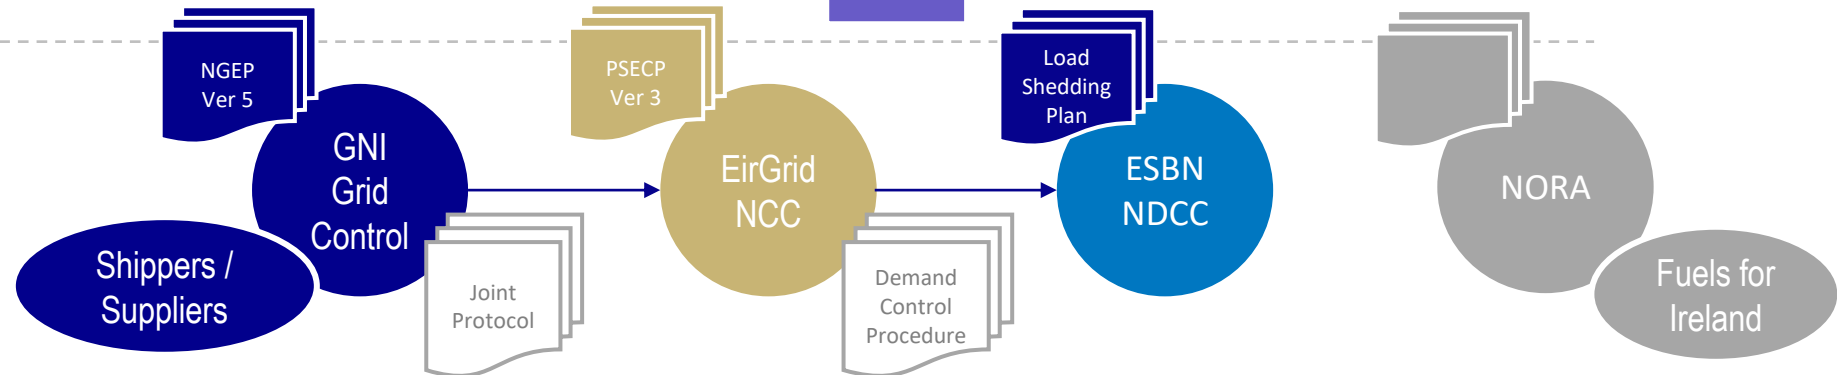 NGEP
Ver 5
GNI
Grid
Control
Shippers /
Suppliers
Joint
Protocol
PSECP
Ver 3
EirGrid
NCC
Demand
Control
Procedure
Load
Shedding
Plan
ESBN
NDCC
NORA
Fuels for
Ireland